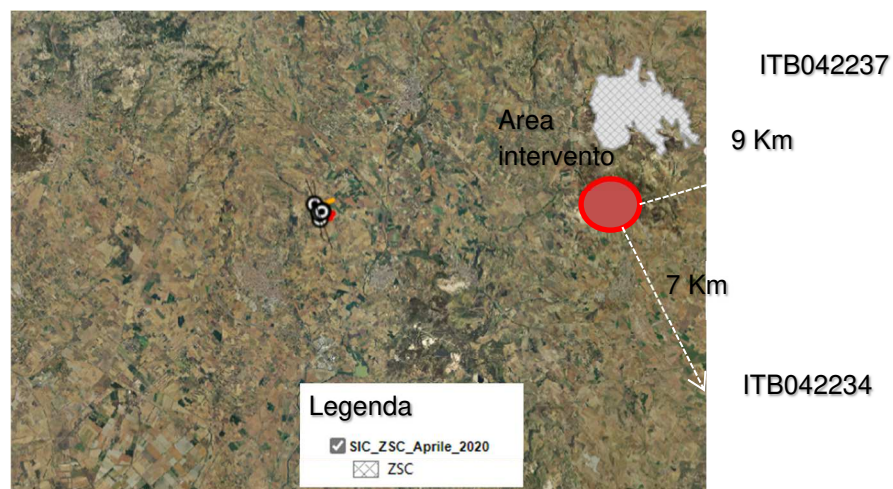 ITB042237
Area
intervento
9 Km
7 Km
ITB042234
Legenda
SIC_ZSC_Aprile_2020
ZSC